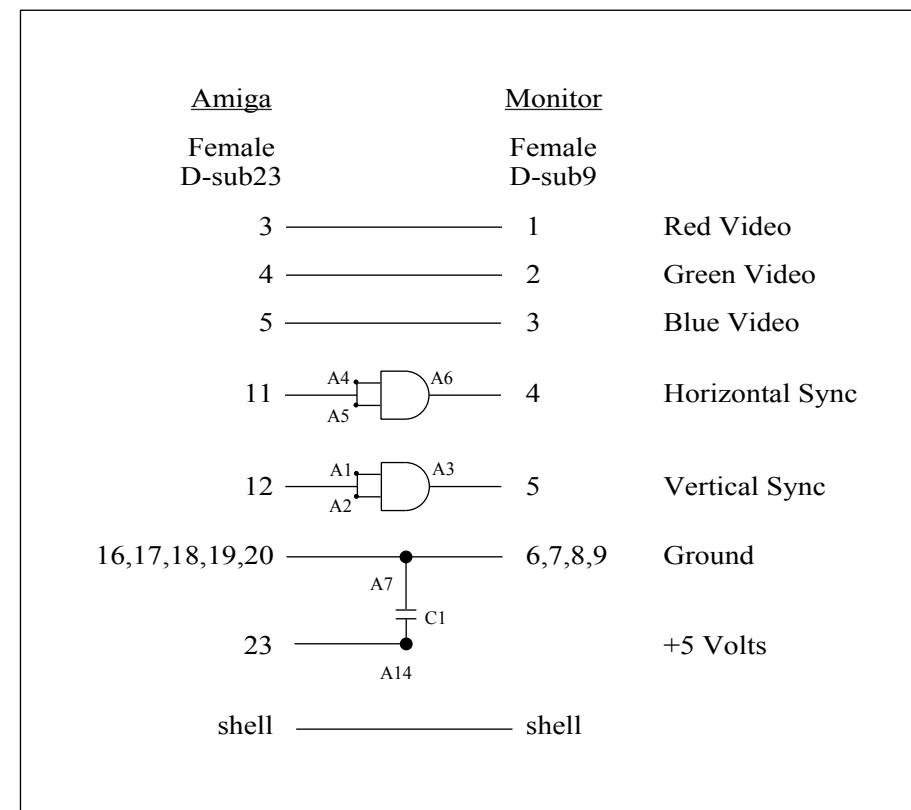 Amiga Monitor
Female Female
D-sub23 D-sub9
3 1 Red Video
4 2 Green Video
5 3 Blue Video
A4 A6
11 4 Horizontal Sync
A5
A1 A3
12 5 Vertical Sync
A2
16,17,18,19,20 6,7,8,9 Ground
A7
C1
23 +5 Volts
A14
shell shell